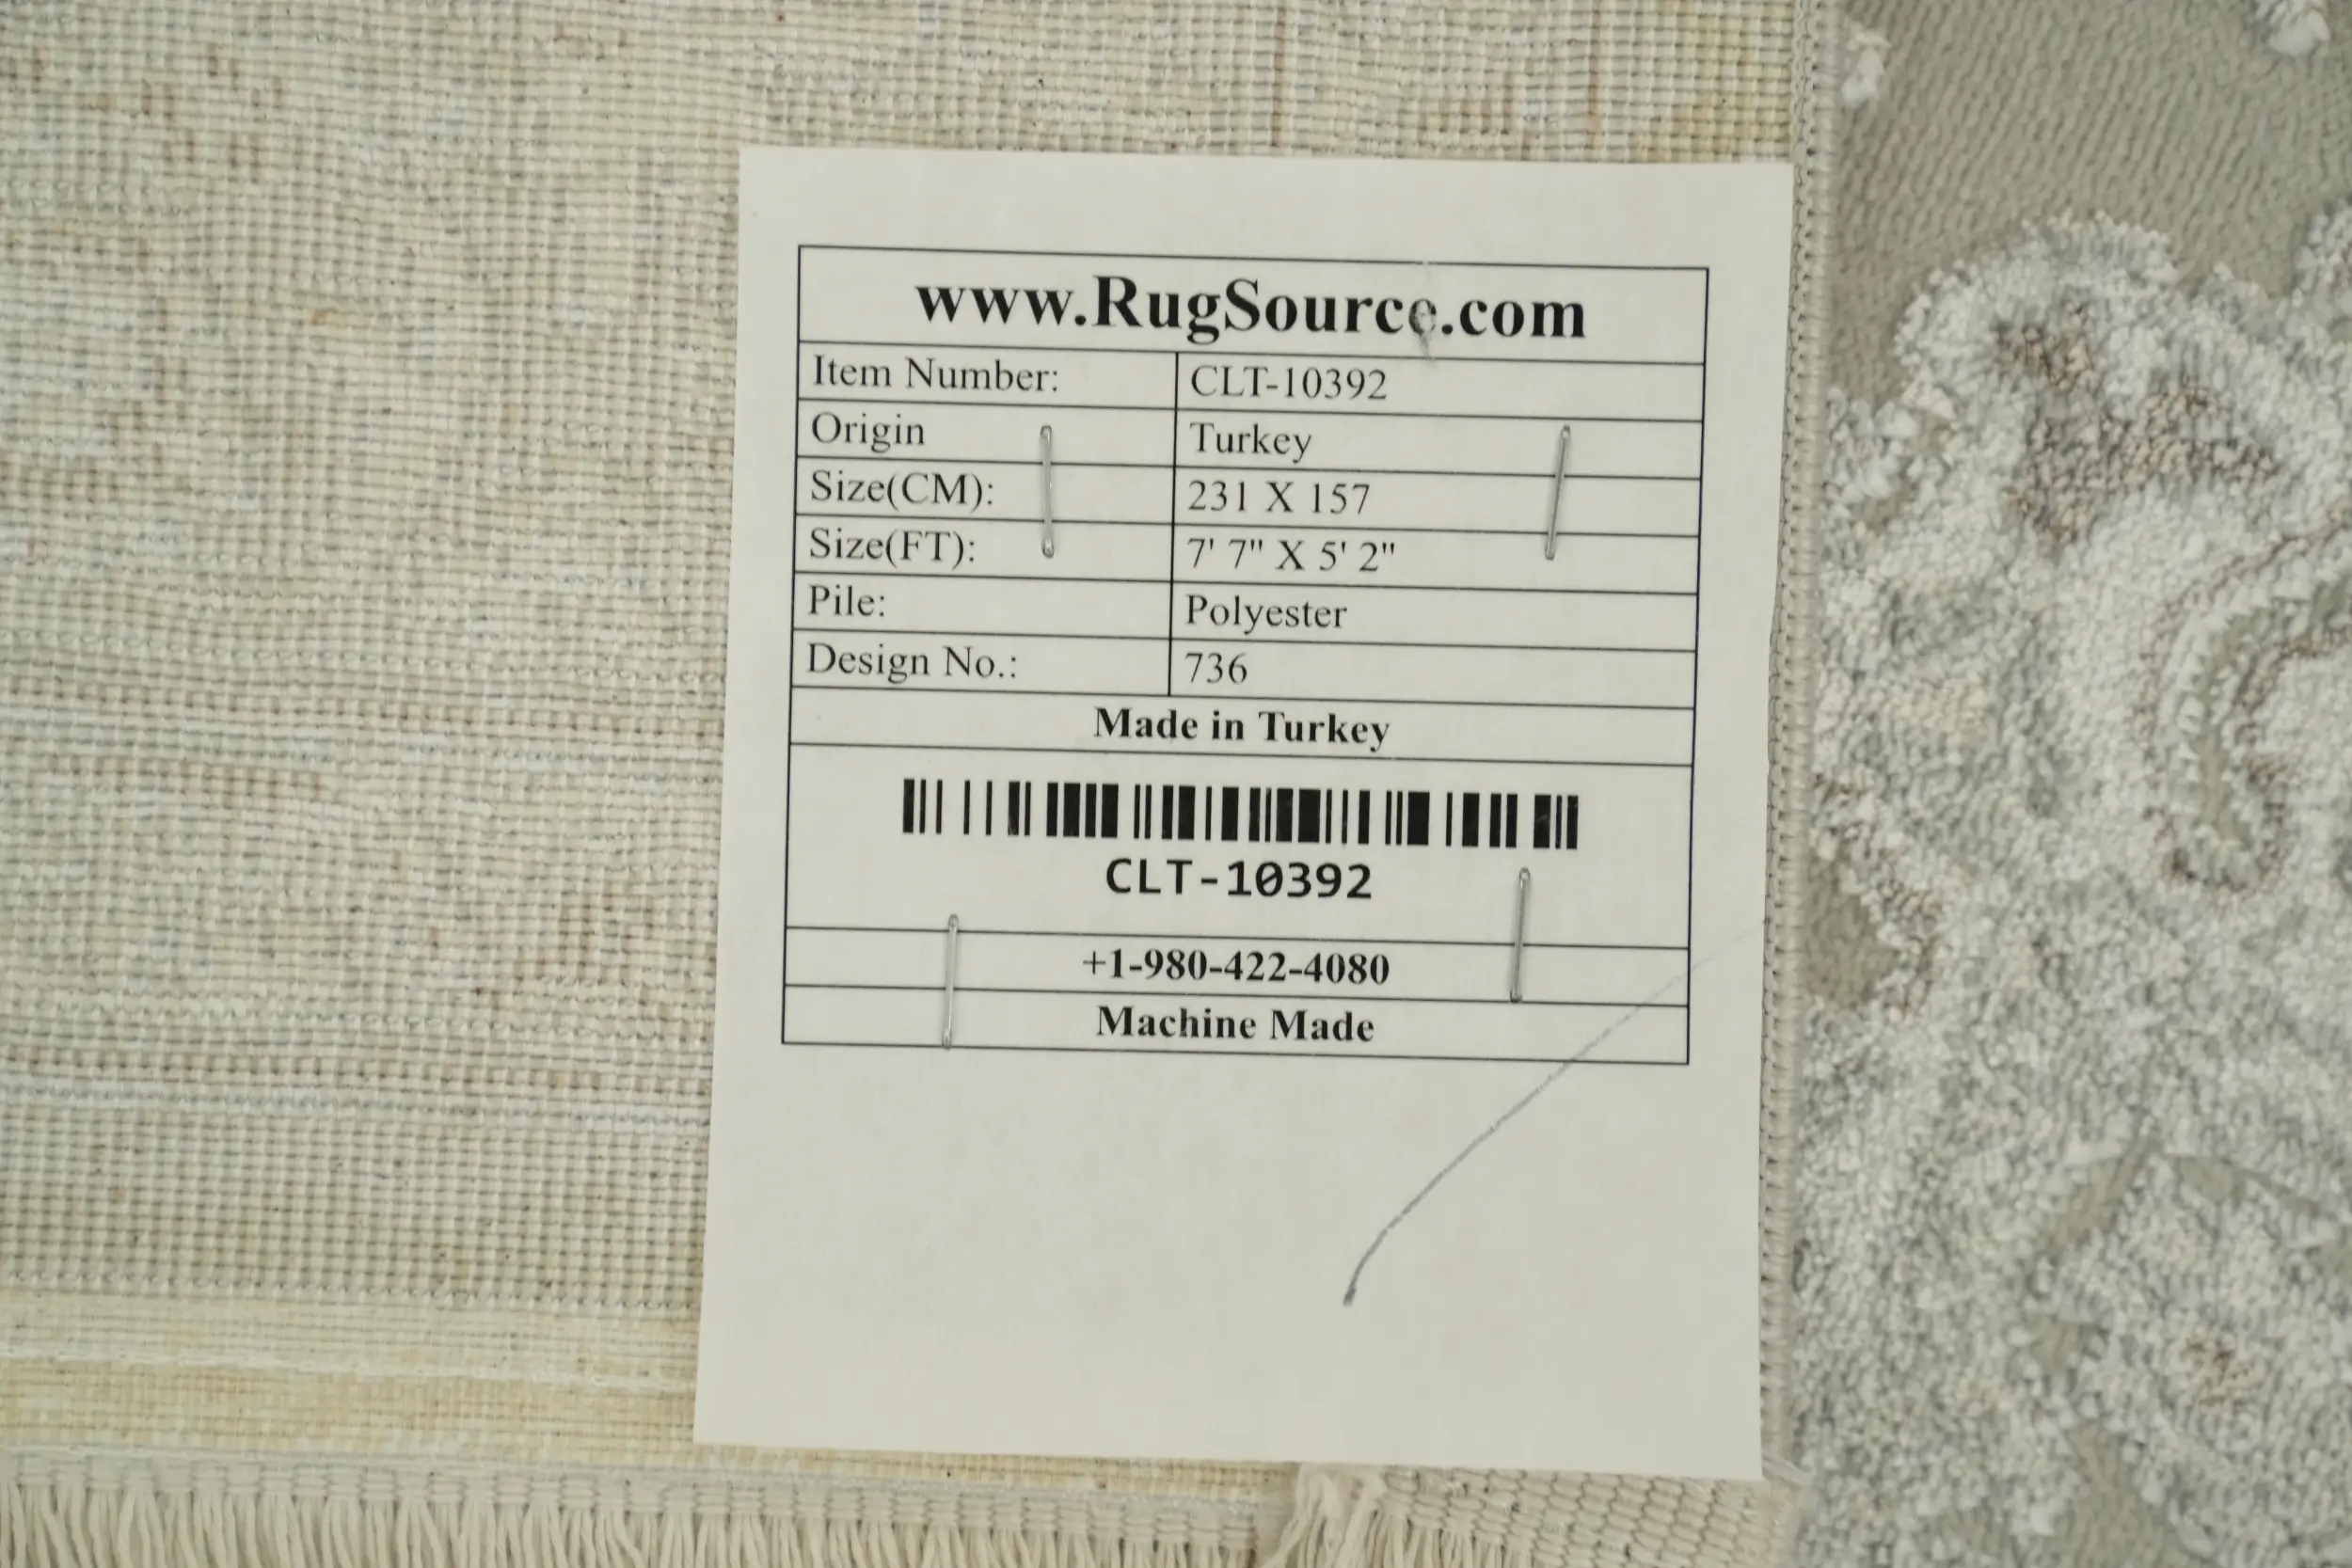 www.RugSource.com
Item Number: CLT-10392
Origin Turkey
Size(CM): 231 X 157
Size(FT): 7' 7" X 5' 2"
Pile: Polyester
Design No.: 736
Made in Turkey
CLT-10392
+1-980-422-4080
Machine Made